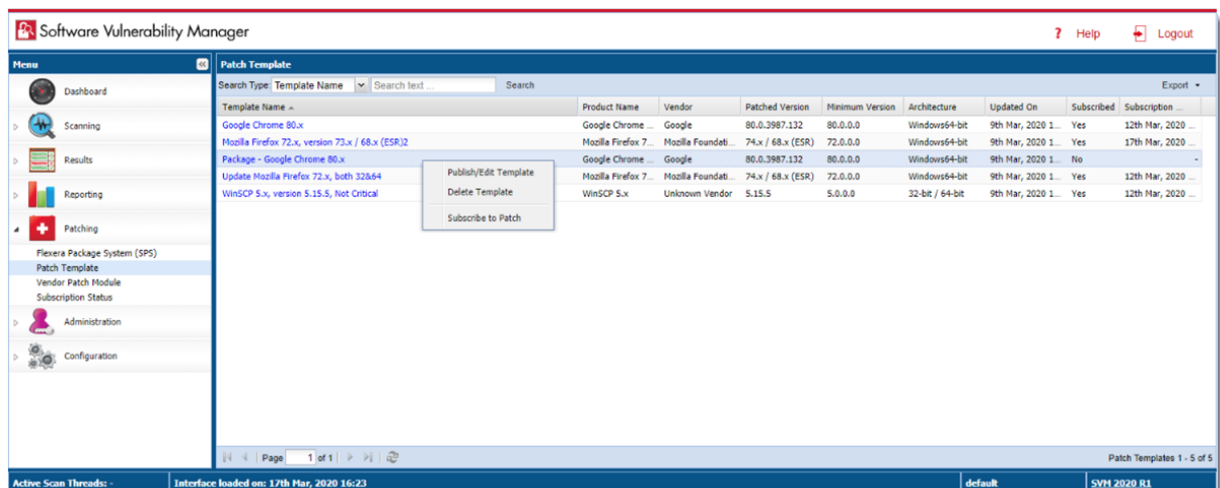 Software Vulnerability Manager
? Help Logout
Menu
Dashboard
Scanning
Results
Reporting
Patching
Flexera Package System (SPS)
Patch Template
Vendor Patch Module
Subscription Status
Administration
Configuration
Patch Template
Search Type: Template Name Search text ... Search Export
Template Name Product Name Vendor Patched Version Minimum Version Architecture Updated On Subscribed Subscription ...
Google Chrome 80.x Google Chrome ... Google 80.0.3987.132 80.0.0.0 Windows64-bit 9th Mar, 2020 1... Yes 12th Mar, 2020 ...
Mozilla Firefox 72.x, version 73.x / 68.x (ESR)2 Mozilla Firefox 7... Mozilla Foundati... 74.x / 68.x (ESR) 72.0.0.0 Windows64-bit 9th Mar, 2020 1... Yes 17th Mar, 2020 ...
Package - Google Chrome 80.x Google Chrome ... Google 80.0.3987.132 80.0.0.0 Windows64-bit 9th Mar, 2020 1... No -
Update Mozilla Firefox 72.x, both 32&64 Mozilla Firefox 7... Mozilla Foundati... 74.x / 68.x (ESR) 72.0.0.0 Windows64-bit 9th Mar, 2020 1... Yes 12th Mar, 2020 ...
WinSCP 5.x, version 5.15.5, Not Critical WinSCP 5.x Unknown Vendor 5.15.5 5.0.0.0 32-bit / 64-bit 9th Mar, 2020 1... Yes 12th Mar, 2020 ...
Publish/Edit Template
Delete Template
Subscribe to Patch
Page 1 of 1 Patch Templates 1 - 5 of 5
Active Scan Threads: - Interface loaded on: 17th Mar, 2020 16:23 default SVM 2020 R1